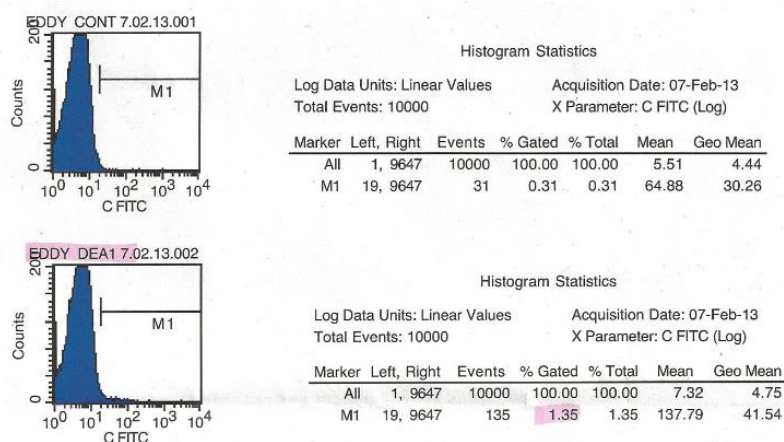 EDDY CONT 7.02.13.001
200
Counts
0
M1
10^0 10^1 10^2 10^3 10^4
C FITC
Histogram Statistics
Log Data Units: Linear Values Acquisition Date: 07-Feb-13
Total Events: 10000 X Parameter: C FITC (Log)
Marker Left, Right Events % Gated % Total Mean Geo Mean
All 1, 9647 10000 100.00 100.00 5.51 4.44
M1 19, 9647 31 0.31 0.31 64.88 30.26
EDDY DEA1 7.02.13.002
200
Counts
0
M1
10^0 10^1 10^2 10^3 10^4
C FITC
Histogram Statistics
Log Data Units: Linear Values Acquisition Date: 07-Feb-13
Total Events: 10000 X Parameter: C FITC (Log)
Marker Left, Right Events % Gated % Total Mean Geo Mean
All 1, 9647 10000 100.00 100.00 7.32 4.75
M1 19, 9647 135 1.35 1.35 137.79 41.54